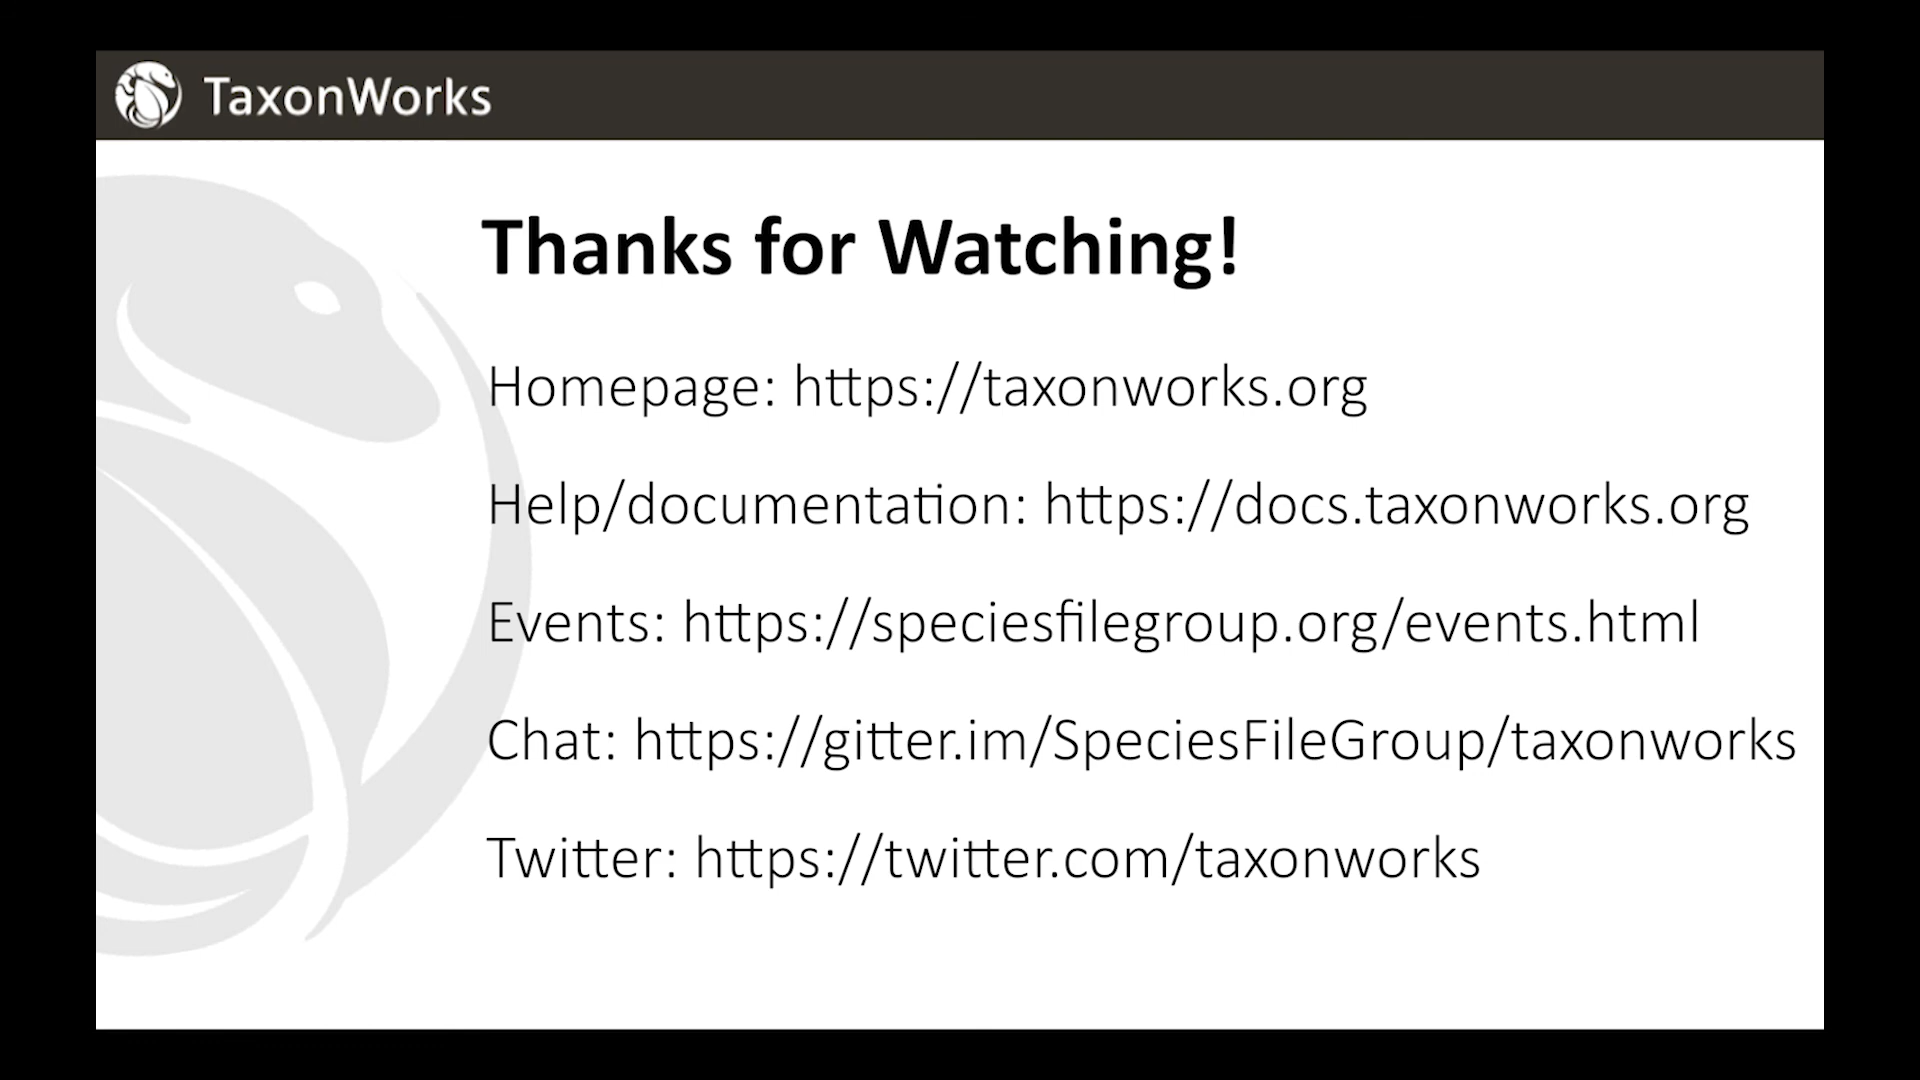 TaxonWorks
Thanks for Watching!
Homepage: https://taxonworks.org
Help/documentation: https://docs.taxonworks.org
Events: https://speciesfilegroup.org/events.html
Chat: https://gitter.im/SpeciesFileGroup/taxonworks
Twitter: https://twitter.com/taxonworks